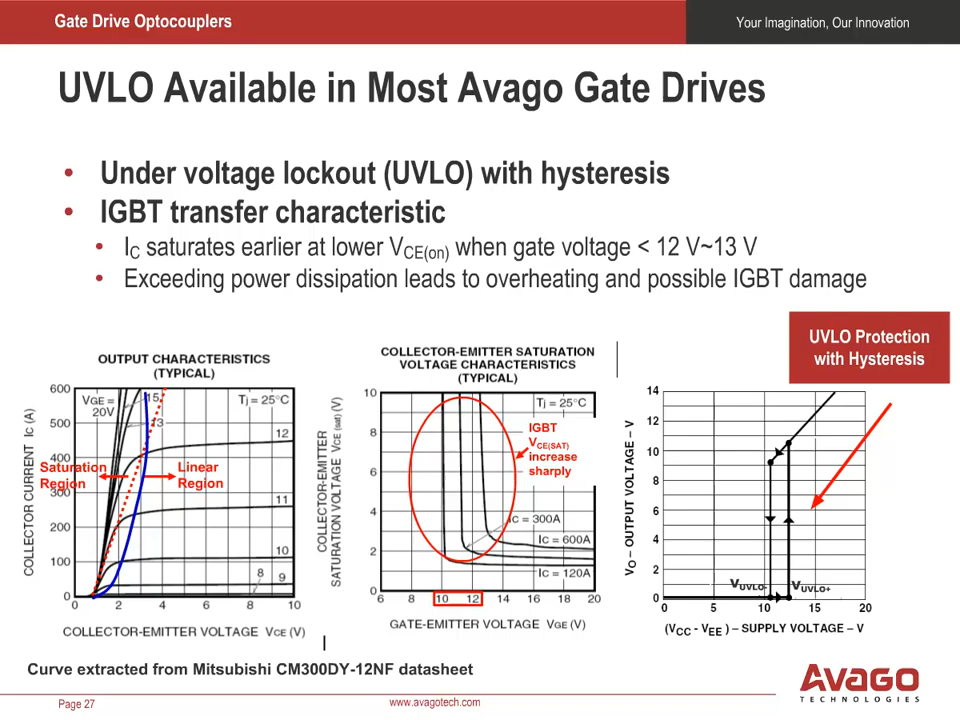 Gate Drive Optocouplers
Your Imagination, Our Innovation
UVLO Available in Most Avago Gate Drives
• Under voltage lockout (UVLO) with hysteresis
• IGBT transfer characteristic
• IC saturates earlier at lower VCE(on) when gate voltage < 12 V~13 V
• Exceeding power dissipation leads to overheating and possible IGBT damage
OUTPUT CHARACTERISTICS
(TYPICAL)
COLLECTOR CURRENT IC (A)
600
500
400
300
200
100
0
VGE =
20V
15
13
Tj = 25°C
12
11
10
9
8
Saturation
Region
Linear
Region
0 2 4 6 8 10
COLLECTOR-EMITTER VOLTAGE VCE (V)
COLLECTOR-EMITTER SATURATION
VOLTAGE CHARACTERISTICS
(TYPICAL)
COLLECTOR-EMITTER
SATURATION VOLTAGE VCE (sat) (V)
10
8
6
4
2
0
Tj = 25°C
IGBT
VCE(SAT)
increase
sharply
IC = 300A
IC = 600A
IC = 120A
6 8 10 12 14 16 18 20
GATE-EMITTER VOLTAGE VGE (V)
UVLO Protection
with Hysteresis
VO – OUTPUT VOLTAGE – V
14
12
10
8
6
4
2
0
VUVLO-
VUVLO+
0 5 10 15 20
(VCC - VEE ) – SUPPLY VOLTAGE – V
Curve extracted from Mitsubishi CM300DY-12NF datasheet
AVAGO
TECHNOLOGIES
Page 27
www.avagotech.com